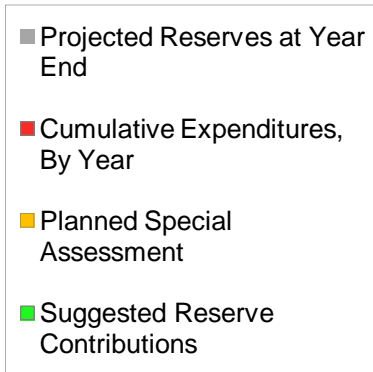 Projected Reserves at Year
End
Cumulative Expenditures,
By Year
Planned Special
Assessment
Suggested Reserve
Contributions